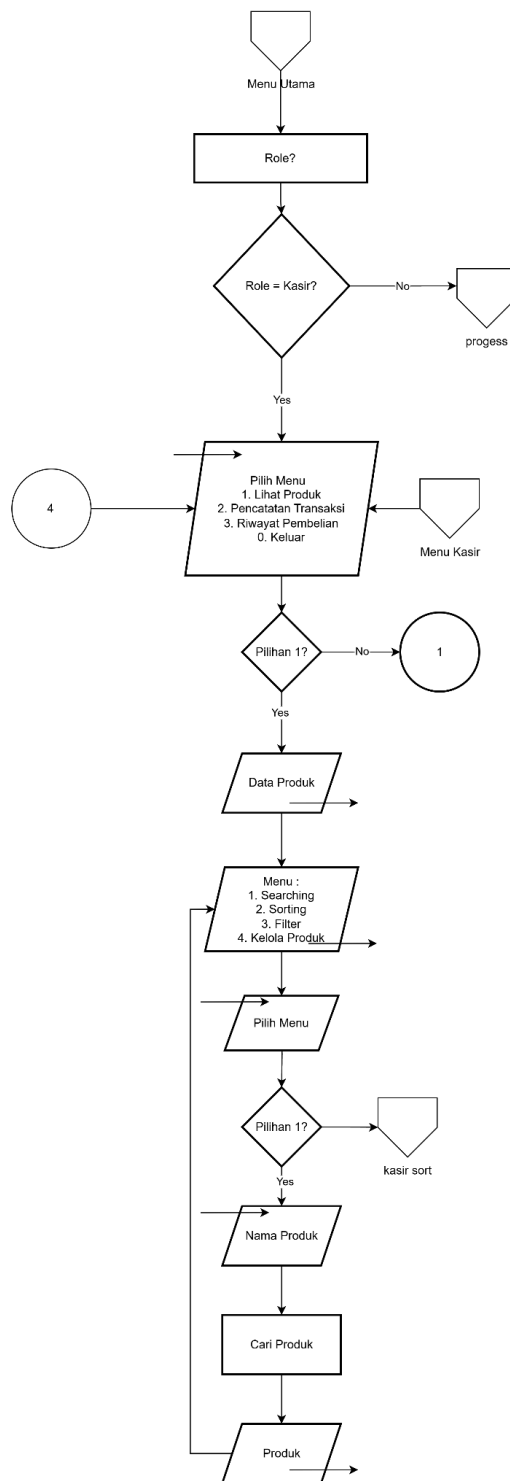 Menu Utama
Role?
Role = Kasir?
No
progess
Yes
Pilih Menu
1. Lihat Produk
2. Pencatatan Transaksi
3. Riwayat Pembelian
0. Keluar
4
Menu Kasir
Pilihan 1?
No
1
Yes
Data Produk
Menu :
1. Searching
2. Sorting
3. Filter
4. Kelola Produk
Pilih Menu
Pilihan 1?
kasir sort
Yes
Nama Produk
Cari Produk
Produk